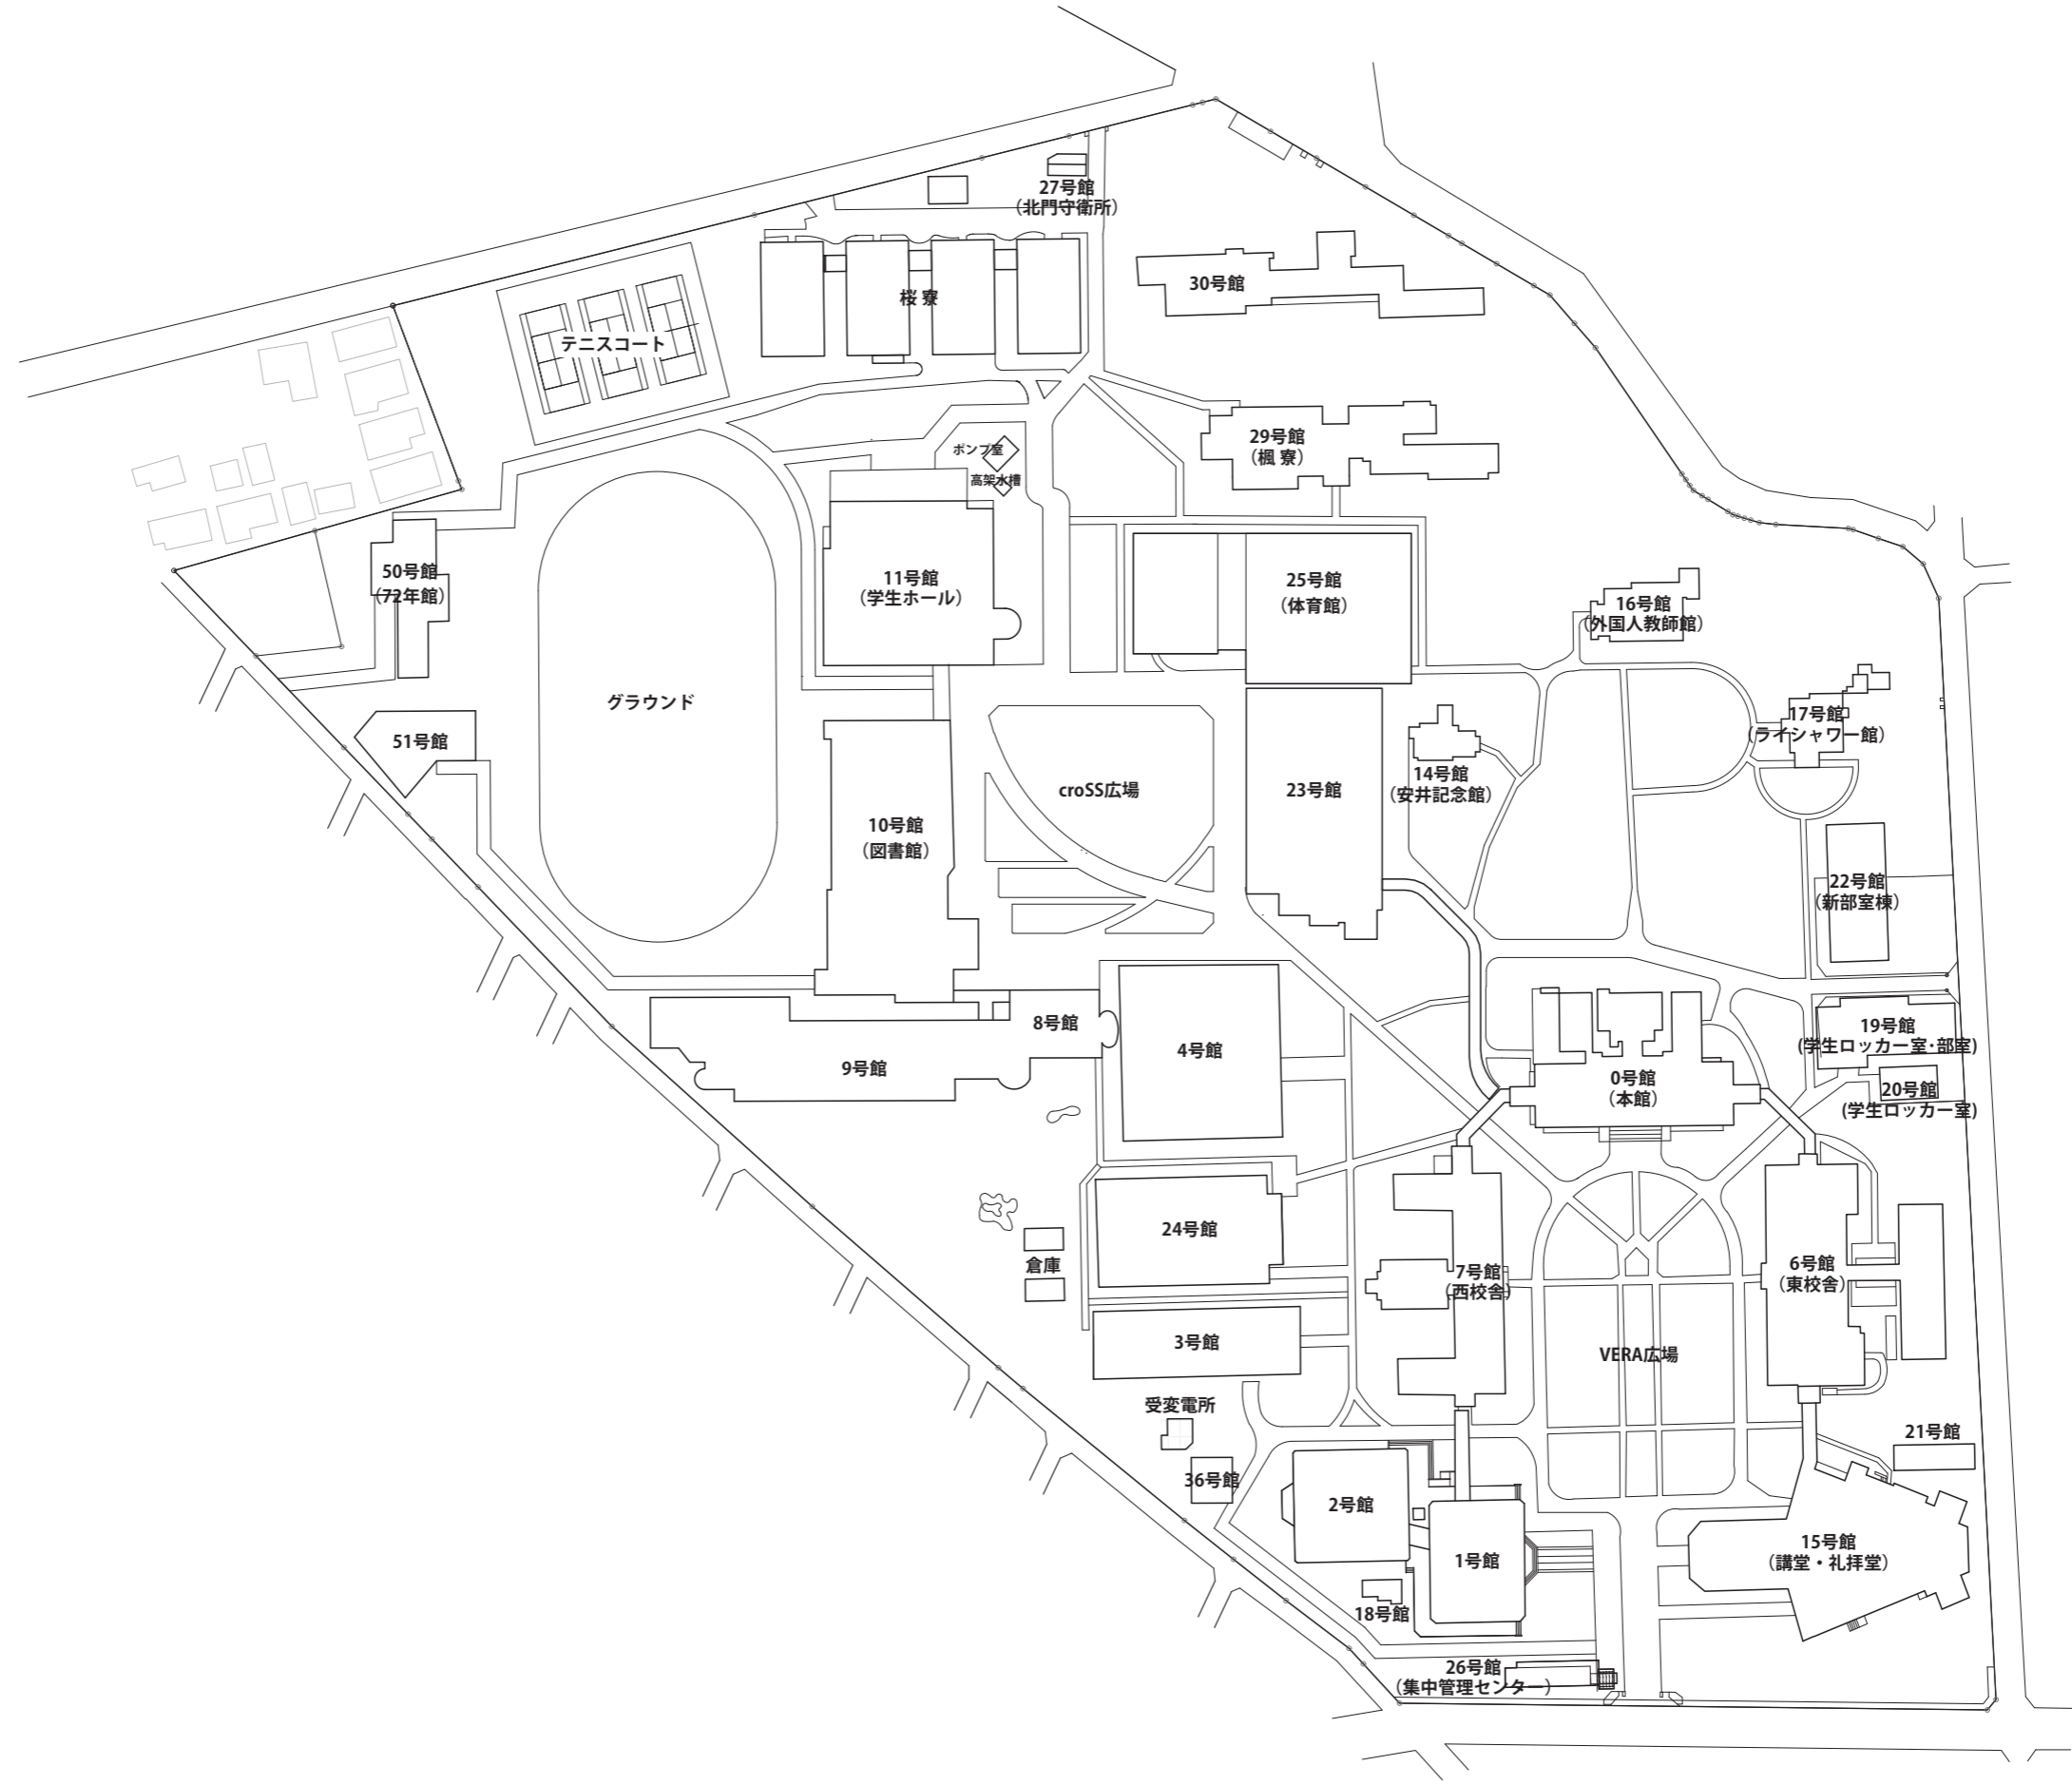 27号館
（北門守衛所）
30号館
桜 寮
テニスコート
29号館
（楓 寮）
ポンプ室
高架水槽
50号館
（72年館）
11号館
（学生ホール）
25号館
（体育館）
16号館
（外国人教師館）
グラウンド
17号館
（ライシャワー館）
51号館
14号館
（安井記念館）
croSS広場
23号館
10号館
（図書館）
22号館
（新部室棟）
8号館
19号館
(学生ロッカー室･部室)
4号館
9号館
0号館
（本館）
20号館
(学生ロッカー室)
24号館
倉庫
7号館
（西校舎）
6号館
（東校舎）
3号館
VERA広場
受変電所
21号館
36号館
2号館
15号館
（講堂・礼拝堂）
1号館
18号館
26号館
（集中管理センター）